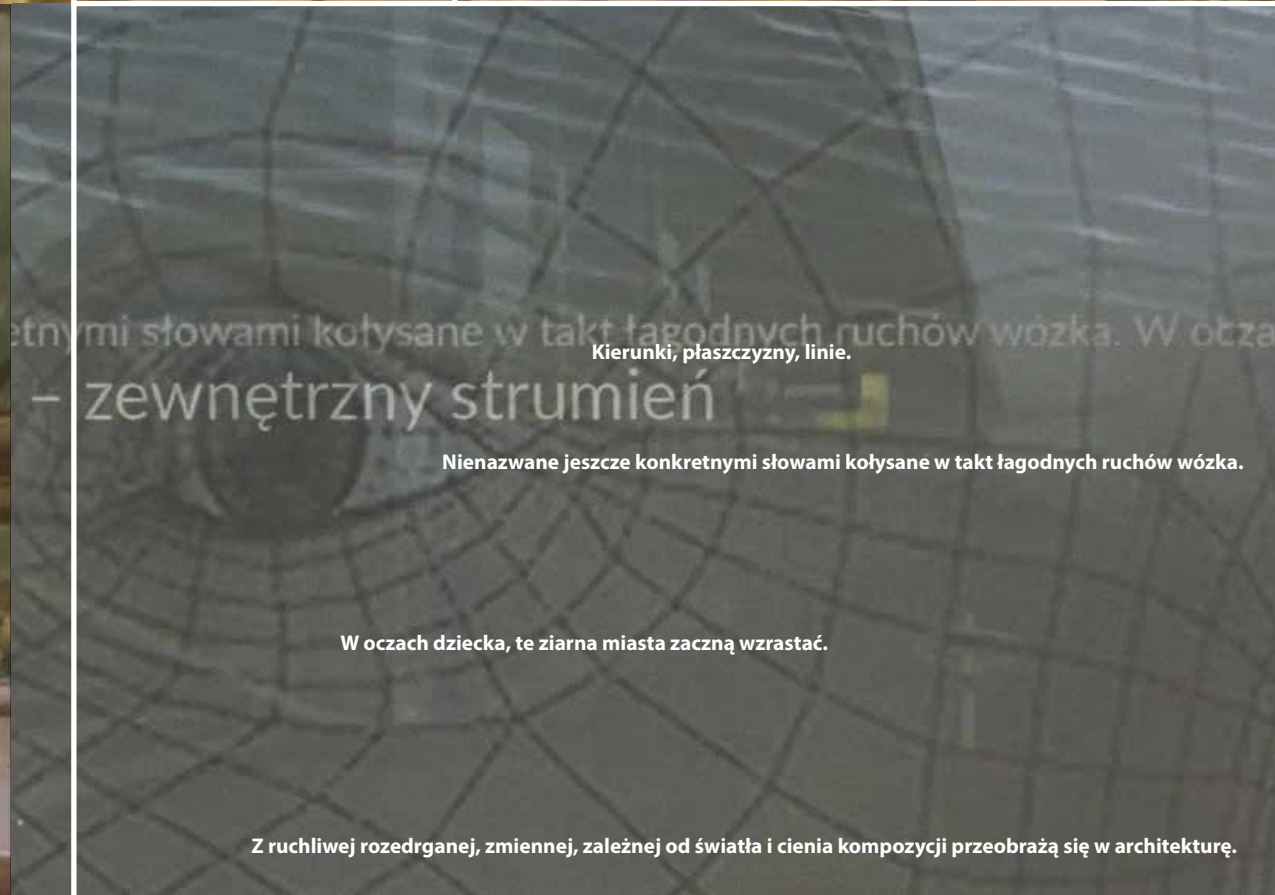 etnymi słowami kołysane w takt łagodnych ruchów wózka. W ocza
Kierunki, płaszczyzny, linie.
– zewnętrzny strumień
Nienazwane jeszcze konkretnymi słowami kołysane w takt łagodnych ruchów wózka.
W oczach dziecka, te ziarna miasta zaczną wzrastać.
Z ruchliwej rozedrganej, zmiennej, zależnej od światła i cienia kompozycji przeobrażą się w architekturę.